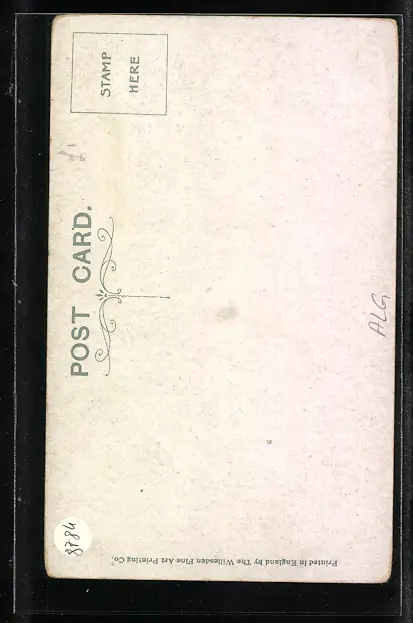 STAMP
HERE
POST CARD.
ALG
8784
Printed in England by The Willesden Fine Art Printing Co.